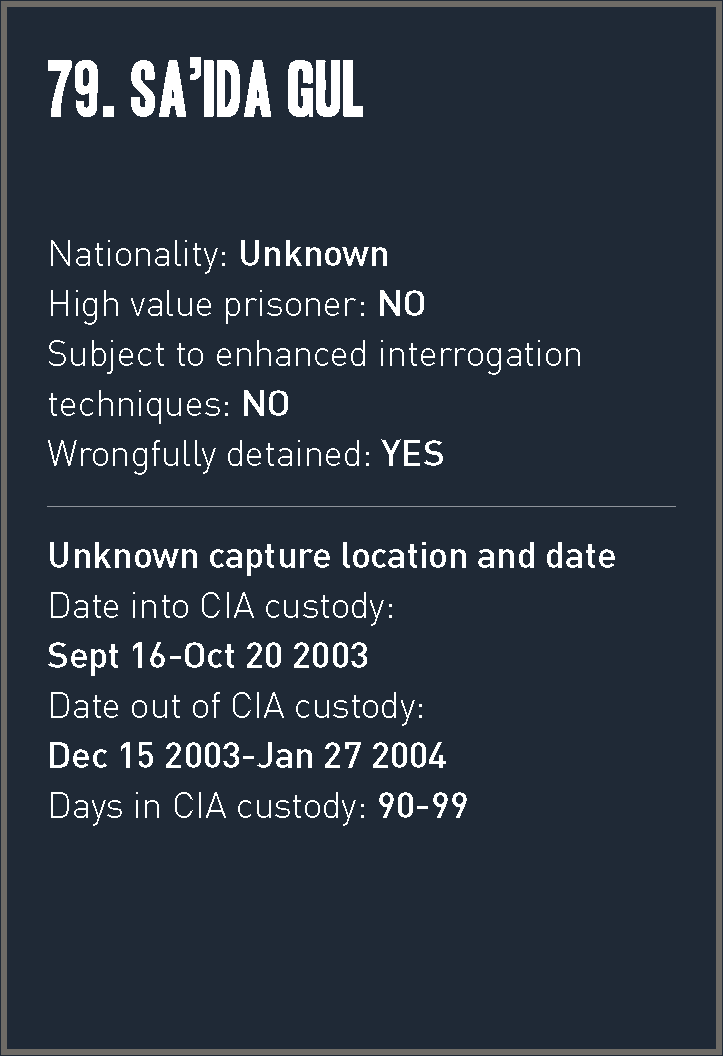 79. SA’IDA GUL
Nationality: Unknown
High value prisoner: NO
Subject to enhanced interrogation
techniques: NO
Wrongfully detained: YES
Unknown capture location and date
Date into CIA custody:
Sept 16-Oct 20 2003
Date out of CIA custody:
Dec 15 2003-Jan 27 2004
Days in CIA custody: 90-99